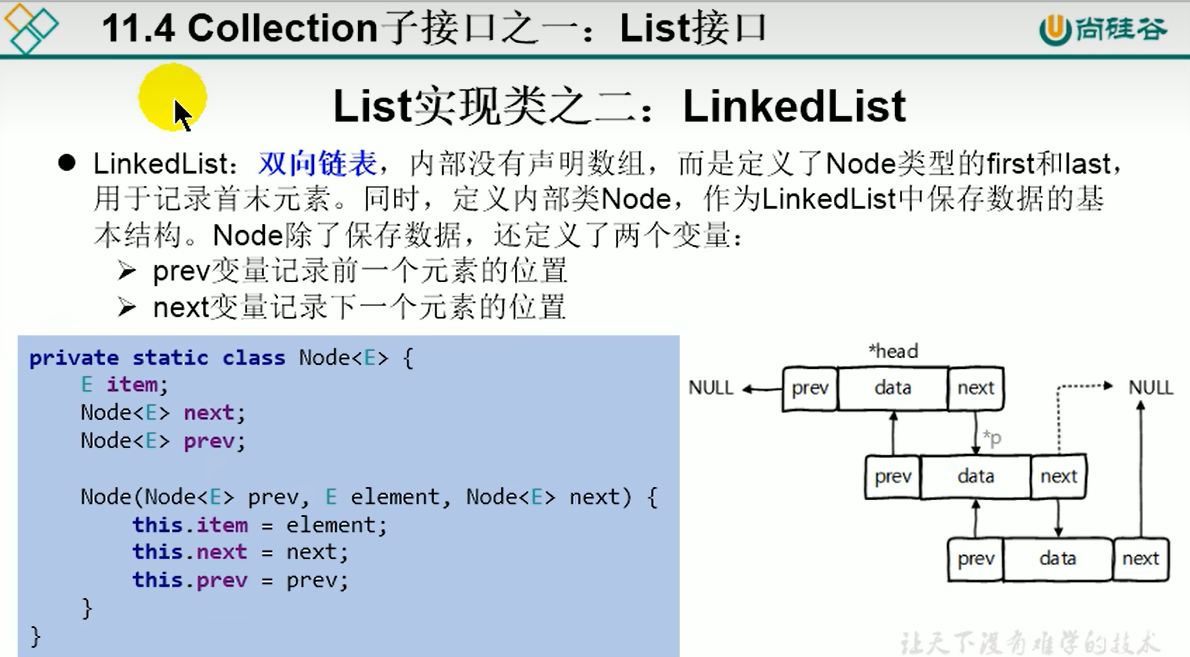 11.4 Collection子接口之一：List接口
尚硅谷
List实现类之二：LinkedList
● LinkedList：双向链表，内部没有声明数组，而是定义了Node类型的first和last，
用于记录首末元素。同时，定义内部类Node，作为LinkedList中保存数据的基
本结构。Node除了保存数据，还定义了两个变量：
➢ prev变量记录前一个元素的位置
➢ next变量记录下一个元素的位置
private static class Node<E> {
E item;
Node<E> next;
Node<E> prev;
Node(Node<E> prev, E element, Node<E> next) {
this.item = element;
this.next = next;
this.prev = prev;
}
}
*head
NULL prev data next NULL
*p
prev data next
prev data next
让天下没有难学的技术